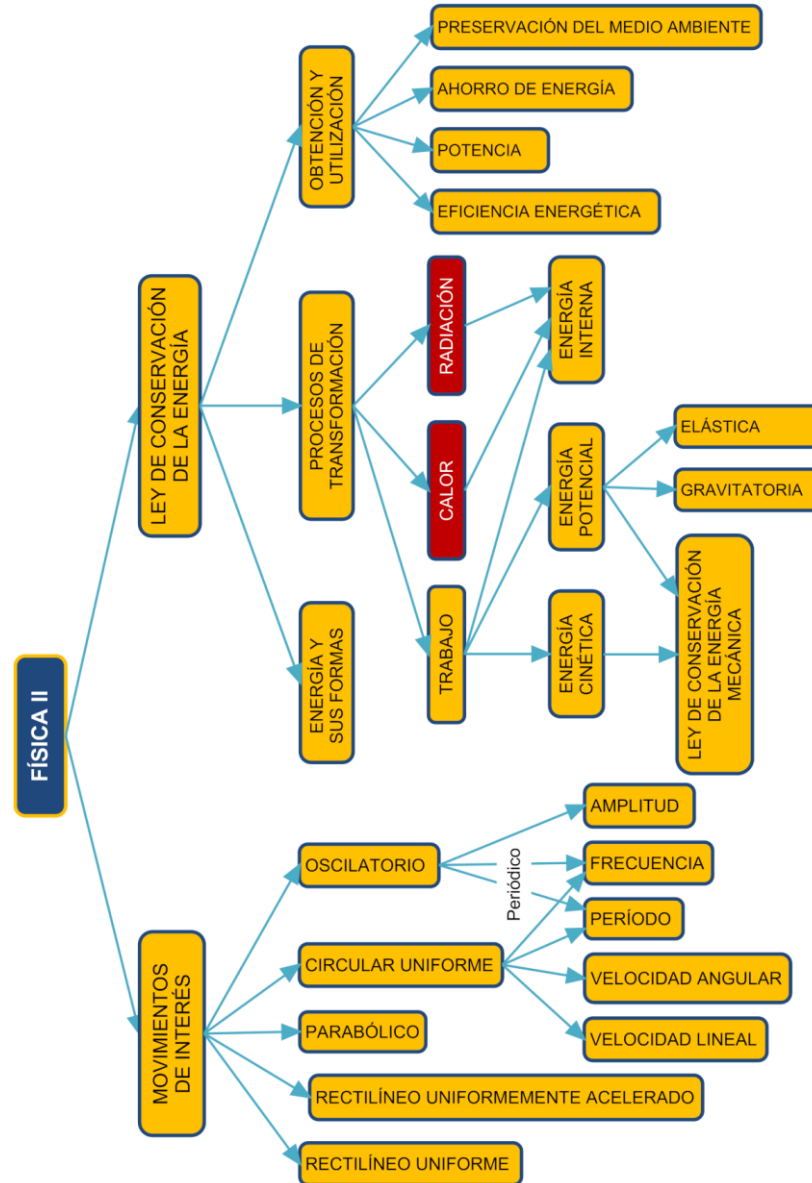 FÍSICA II
MOVIMIENTOS
DE INTERÉS
LEY DE CONSERVACIÓN
DE LA ENERGÍA
RECTILÍNEO UNIFORME
RECTILÍNEO UNIFORMEMENTE ACELERADO
PARABÓLICO
CIRCULAR UNIFORME
OSCILATORIO
ENERGÍA Y
SUS FORMAS
PROCESOS DE
TRANSFORMACIÓN
OBTENCIÓN Y
UTILIZACIÓN
Periódico
VELOCIDAD LINEAL
VELOCIDAD ANGULAR
PERÍODO
FRECUENCIA
AMPLITUD
TRABAJO
CALOR
RADIACIÓN
EFICIENCIA ENERGÉTICA
POTENCIA
AHORRO DE ENERGÍA
PRESERVACIÓN DEL MEDIO AMBIENTE
ENERGÍA
CINÉTICA
ENERGÍA
POTENCIAL
ENERGÍA
INTERNA
LEY DE CONSERVACIÓN
DE LA ENERGÍA
MECÁNICA
GRAVITATORIA
ELÁSTICA